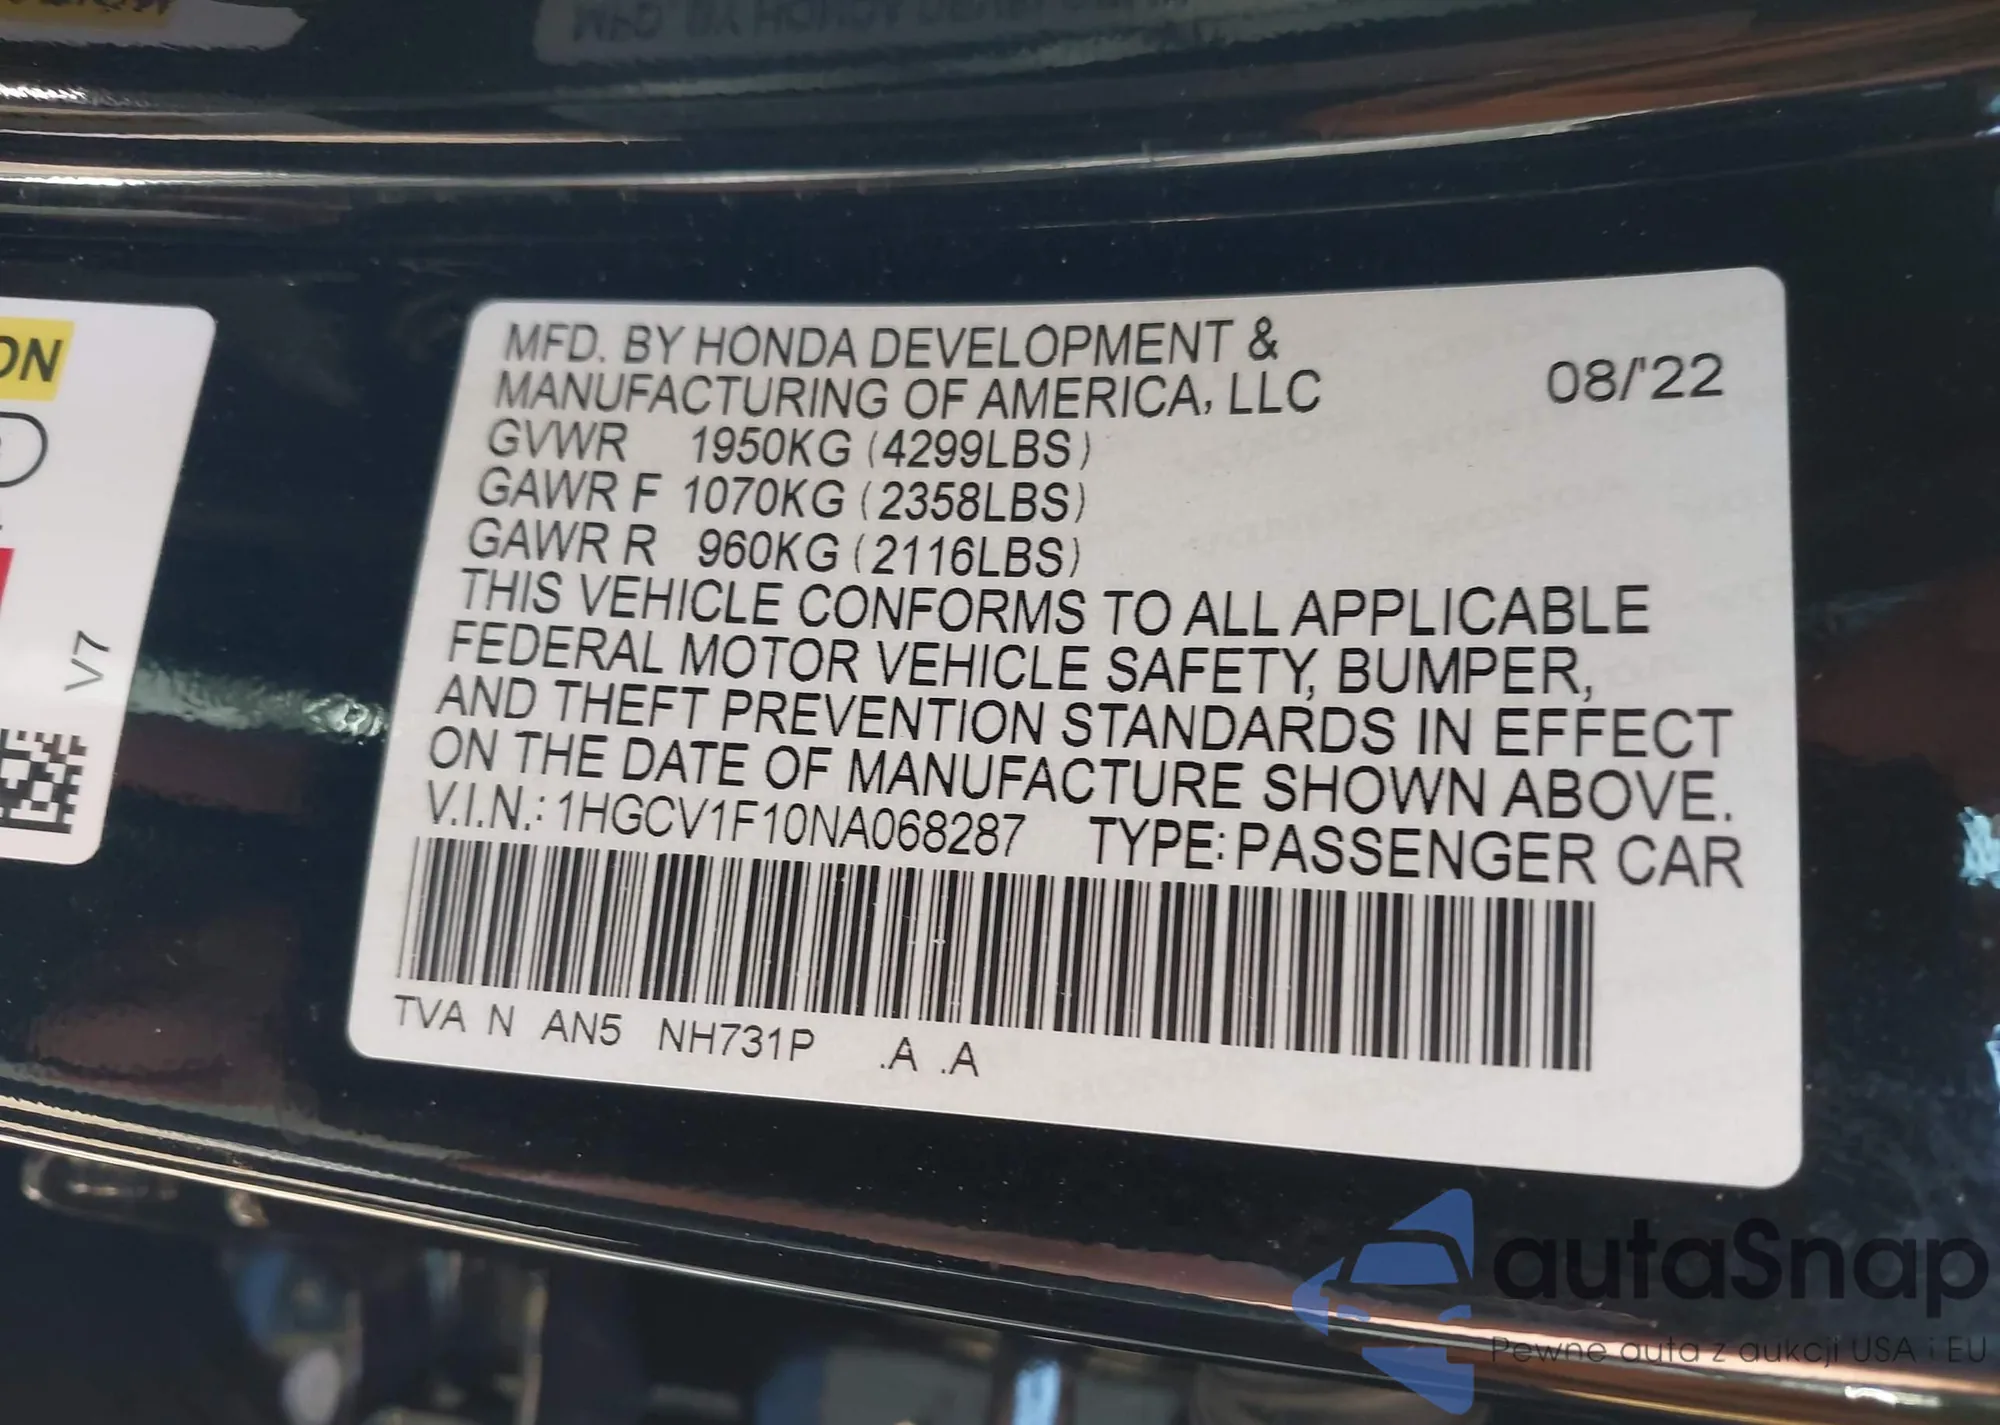 ON
V7
MFD. BY HONDA DEVELOPMENT &
MANUFACTURING OF AMERICA, LLC
08/'22
GVWR 1950KG (4299LBS)
GAWR F 1070KG (2358LBS)
GAWR R 960KG (2116LBS)
THIS VEHICLE CONFORMS TO ALL APPLICABLE
FEDERAL MOTOR VEHICLE SAFETY, BUMPER,
AND THEFT PREVENTION STANDARDS IN EFFECT
ON THE DATE OF MANUFACTURE SHOWN ABOVE.
V.I.N.: 1HGCV1F10NA068287 TYPE: PASSENGER CAR
TVA N AN5 NH731P .A .A
autaSnap
Pewne auta z aukcji USA i EU